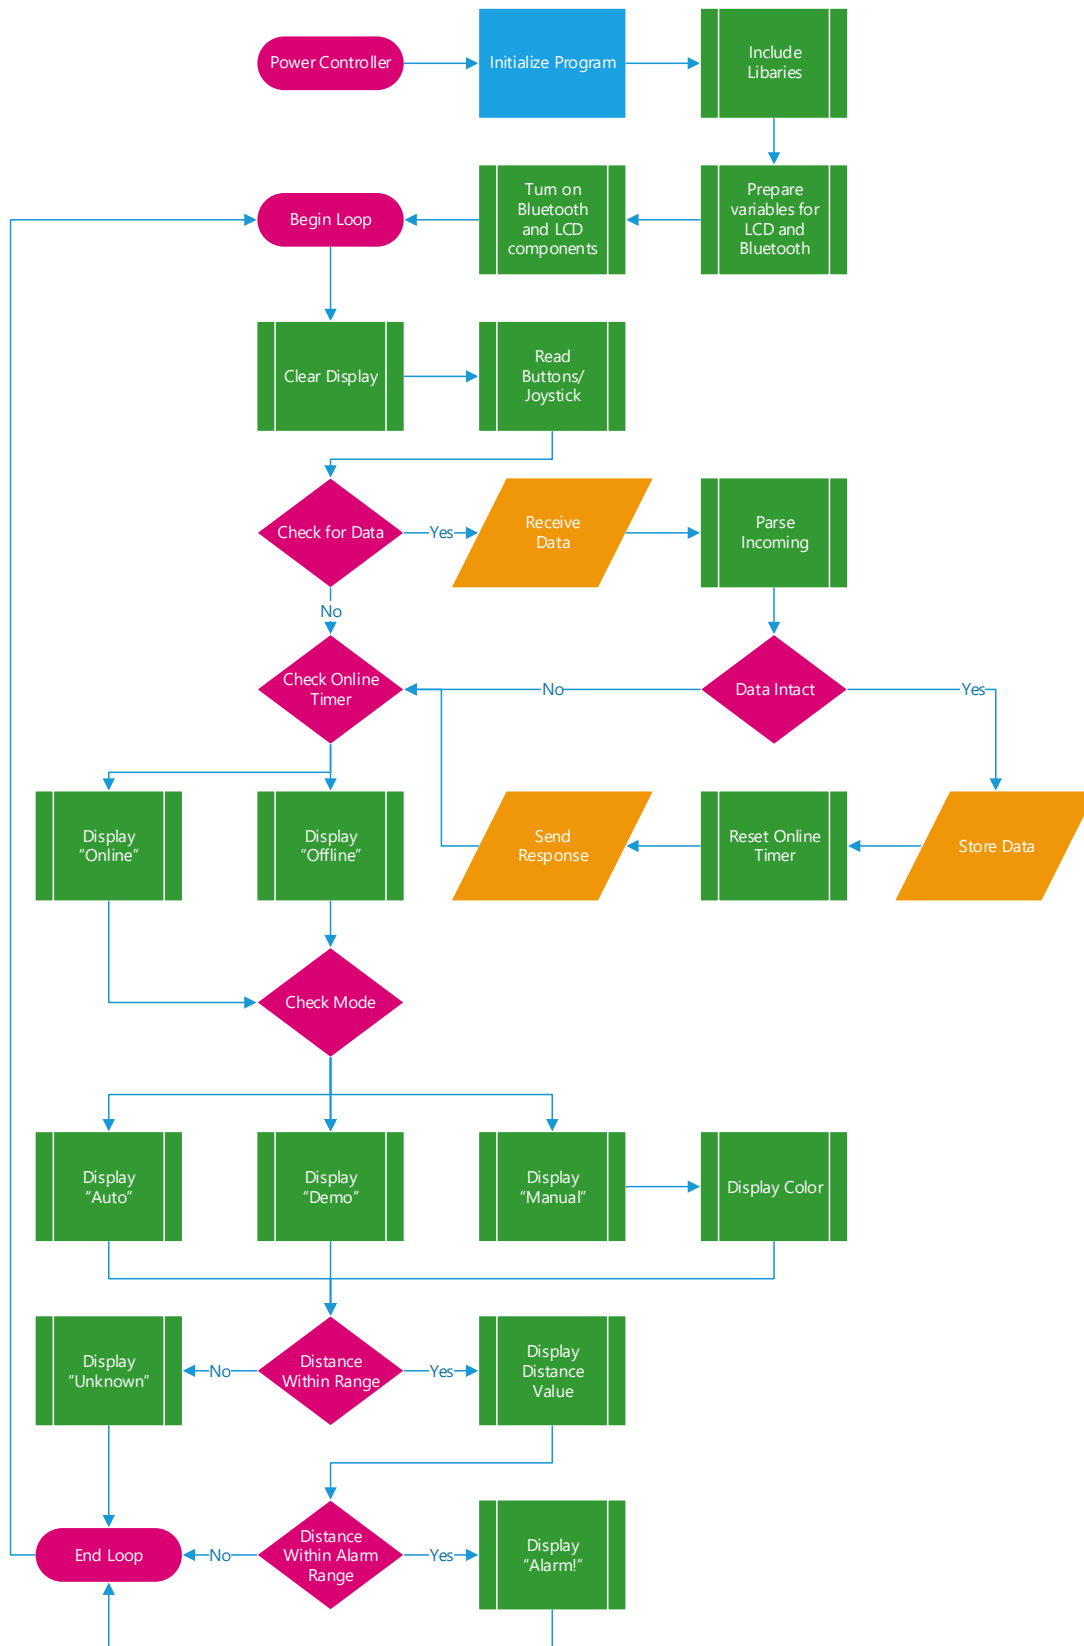 Power Controller
Initialize Program
Include
Libaries
Begin Loop
Turn on
Bluetooth
and LCD
components
Prepare
variables for
LCD and
Bluetooth
Clear Display
Read
Buttons/
Joystick
Check for Data
Yes
Receive
Data
Parse
Incoming
No
Check Online
Timer
No
Data Intact
Yes
Display
“Online”
Display
“Offline”
Send
Response
Reset Online
Timer
Store Data
Check Mode
Display
“Auto”
Display
“Demo”
Display
“Manual”
Display Color
Display
“Unknown”
No
Distance
Within Range
Yes
Display
Distance
Value
End Loop
No
Distance
Within Alarm
Range
Yes
Display
“Alarm!”